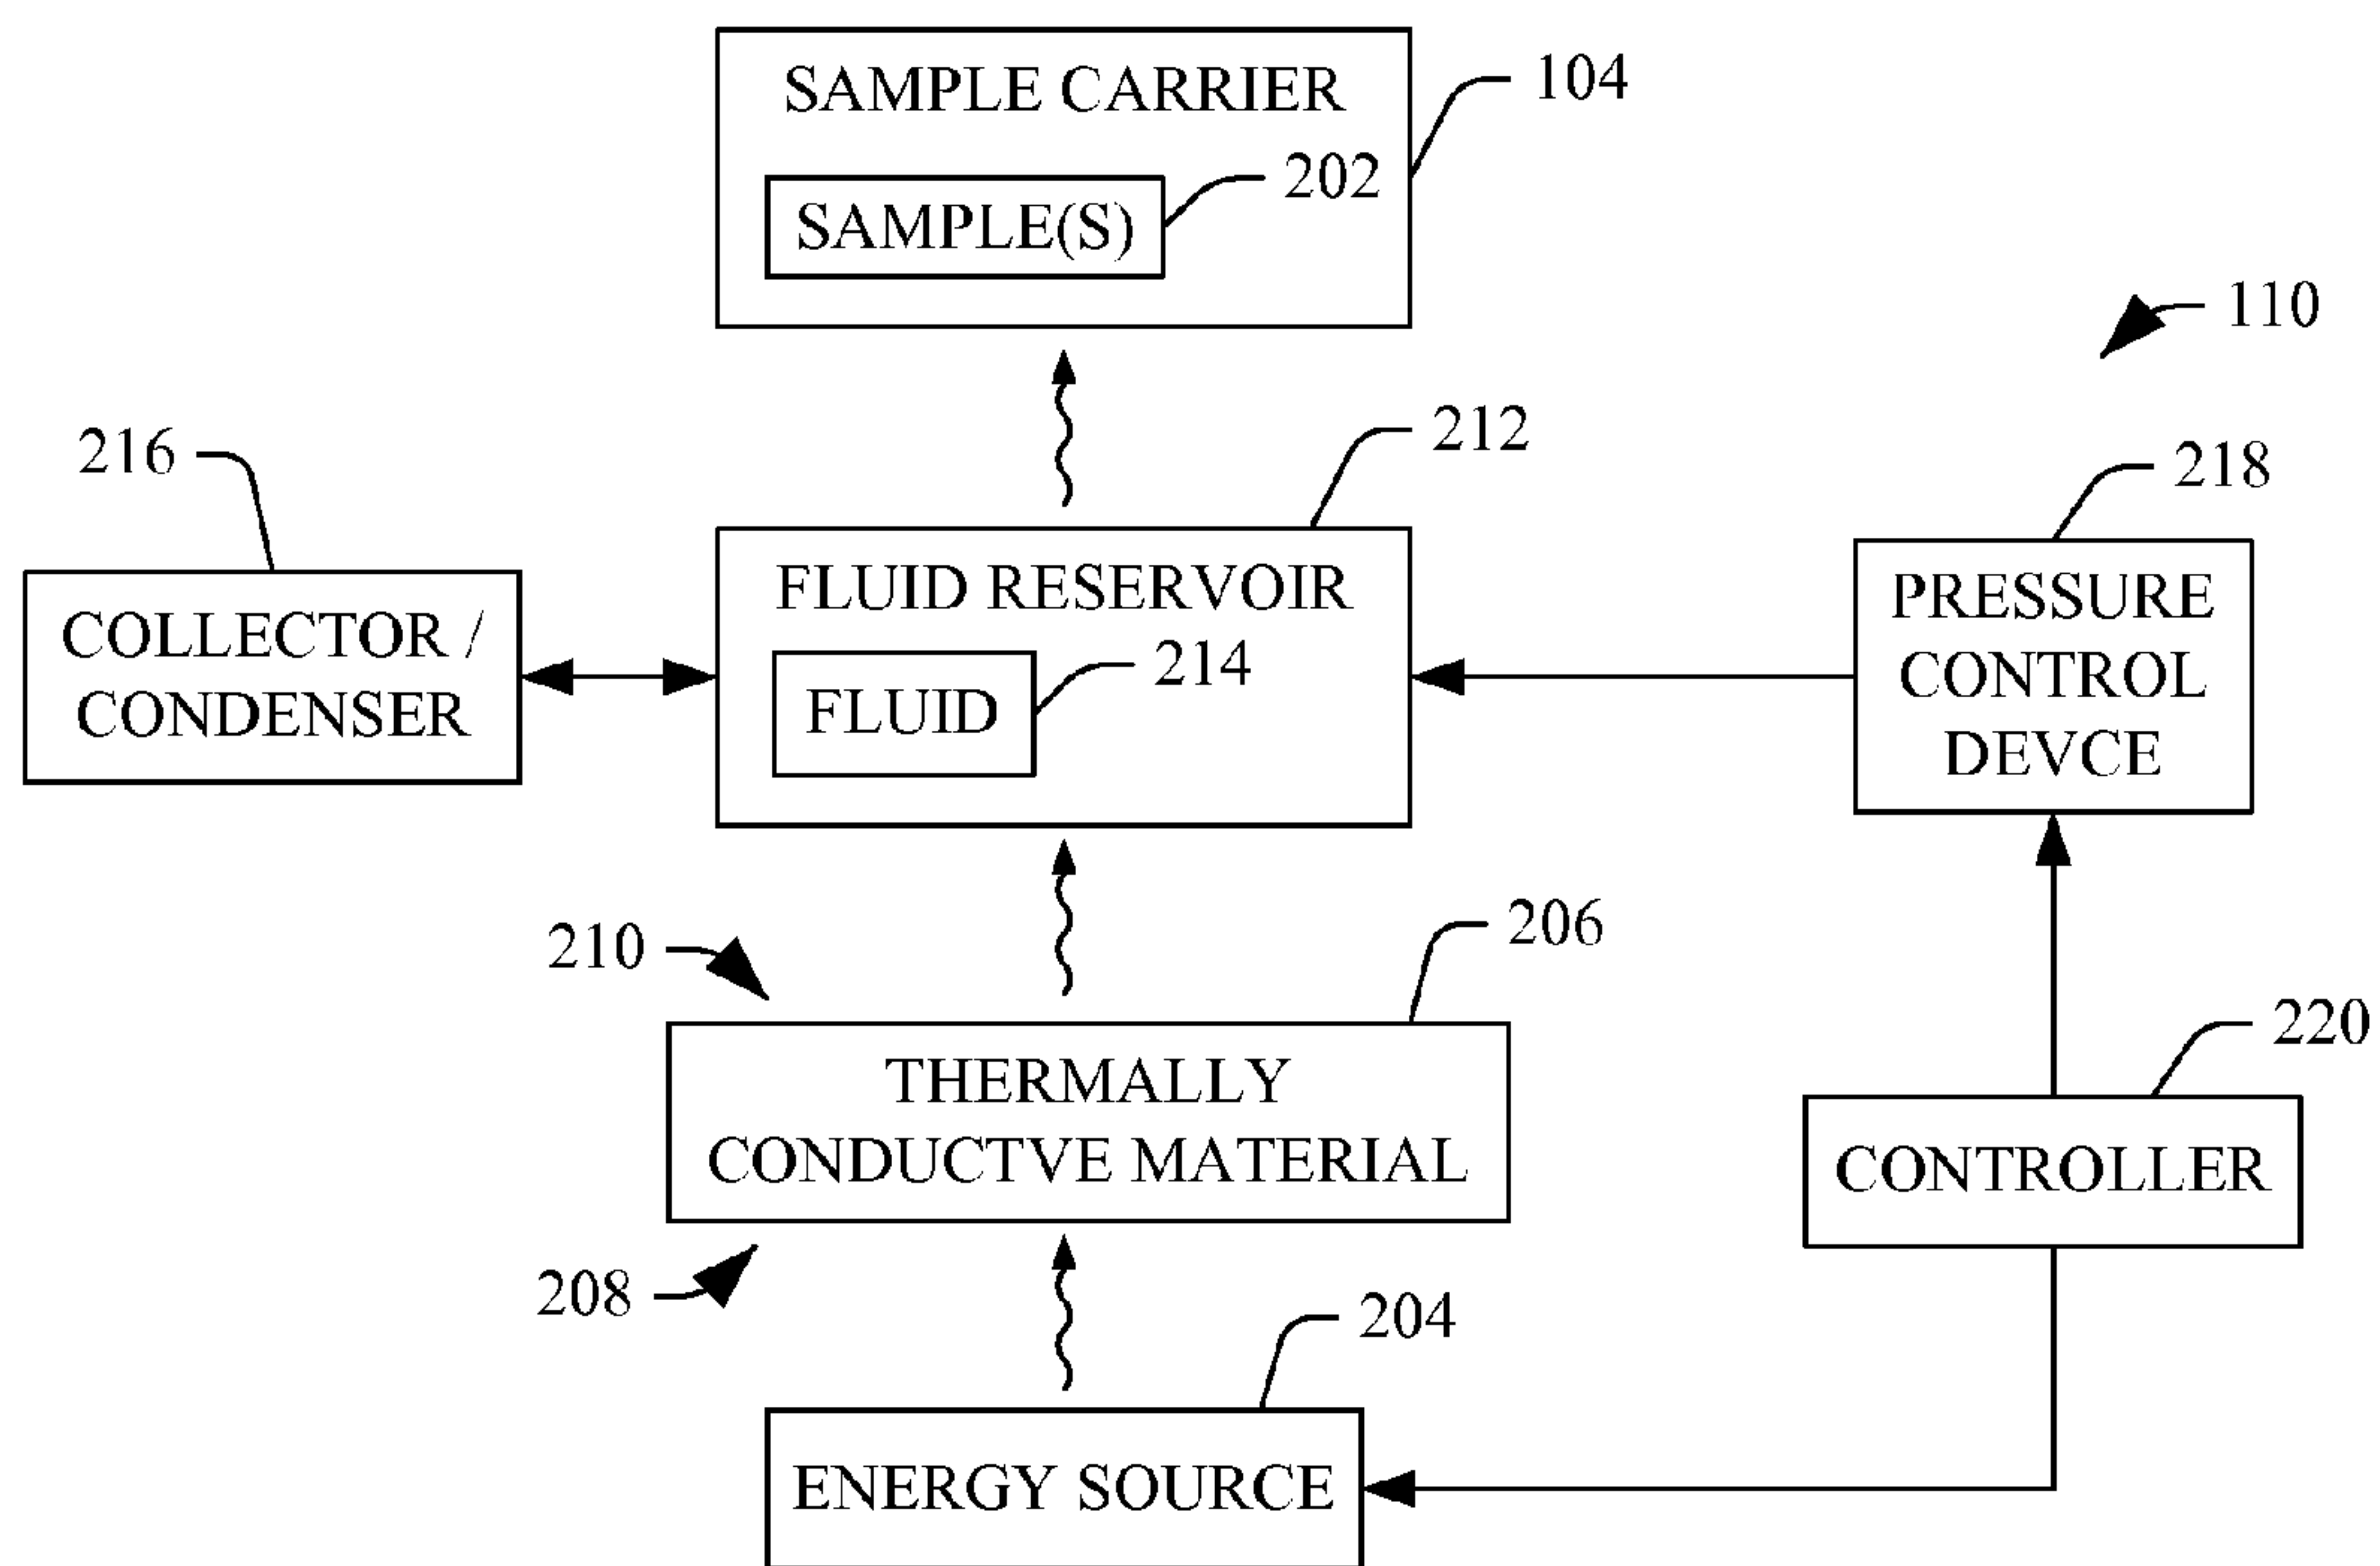 SAMPLE CARRIER
104
202
SAMPLE(S)
110
212
216
218
FLUID RESERVOIR
214
FLUID
COLLECTOR /
CONDENSER
PRESSURE
CONTROL
DEVCE
210
206
THERMALLY
CONDUCTVE MATERIAL
220
CONTROLLER
208
204
ENERGY SOURCE